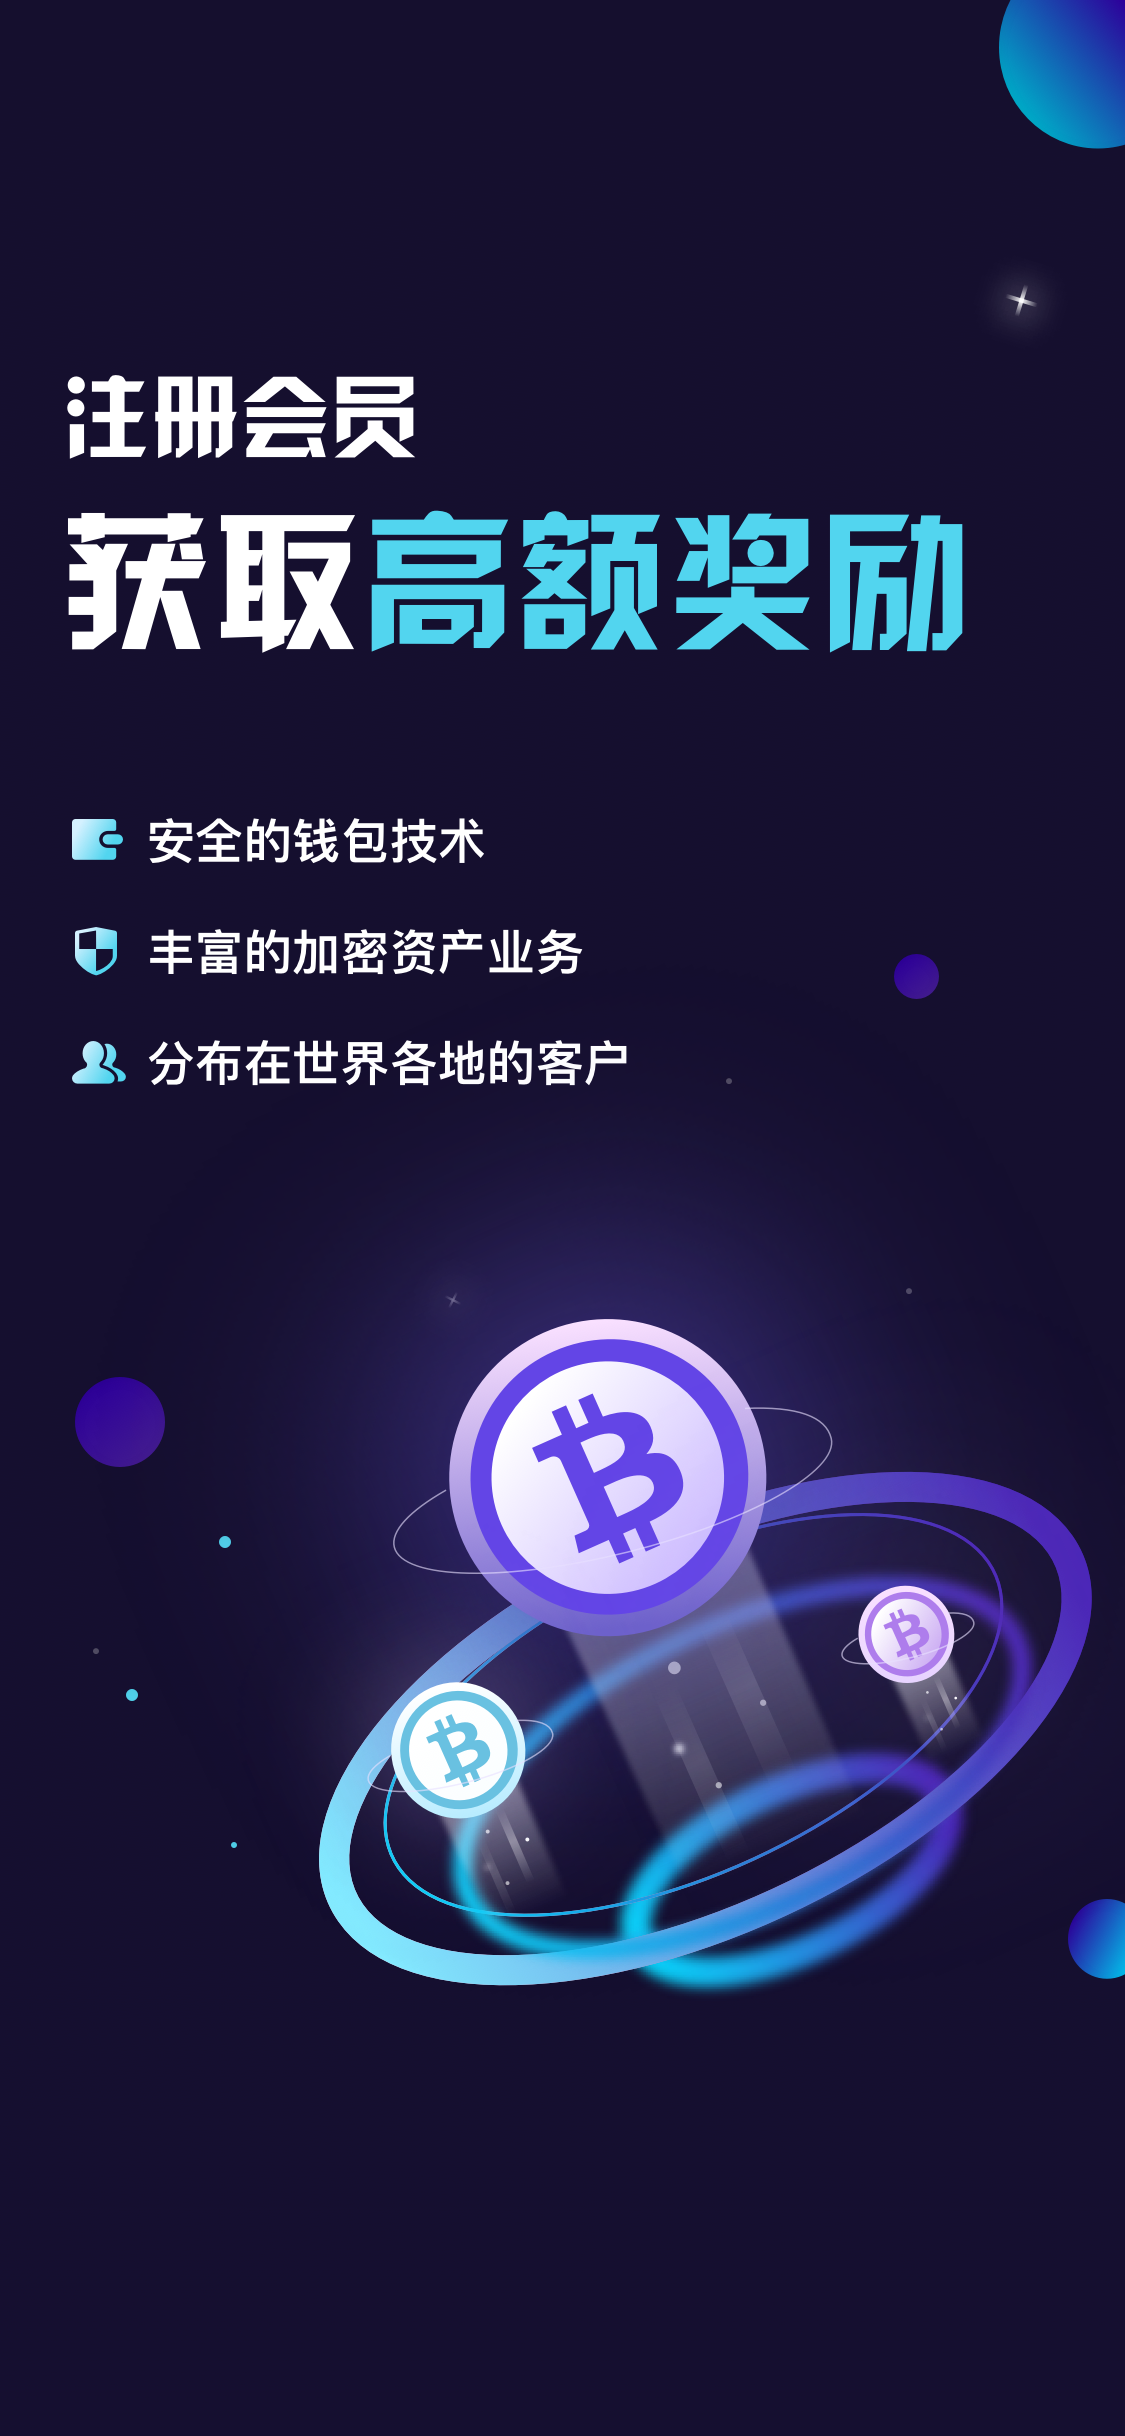 注册会员
获取高额奖励
安全的钱包技术
丰富的加密资产业务
分布在世界各地的客户